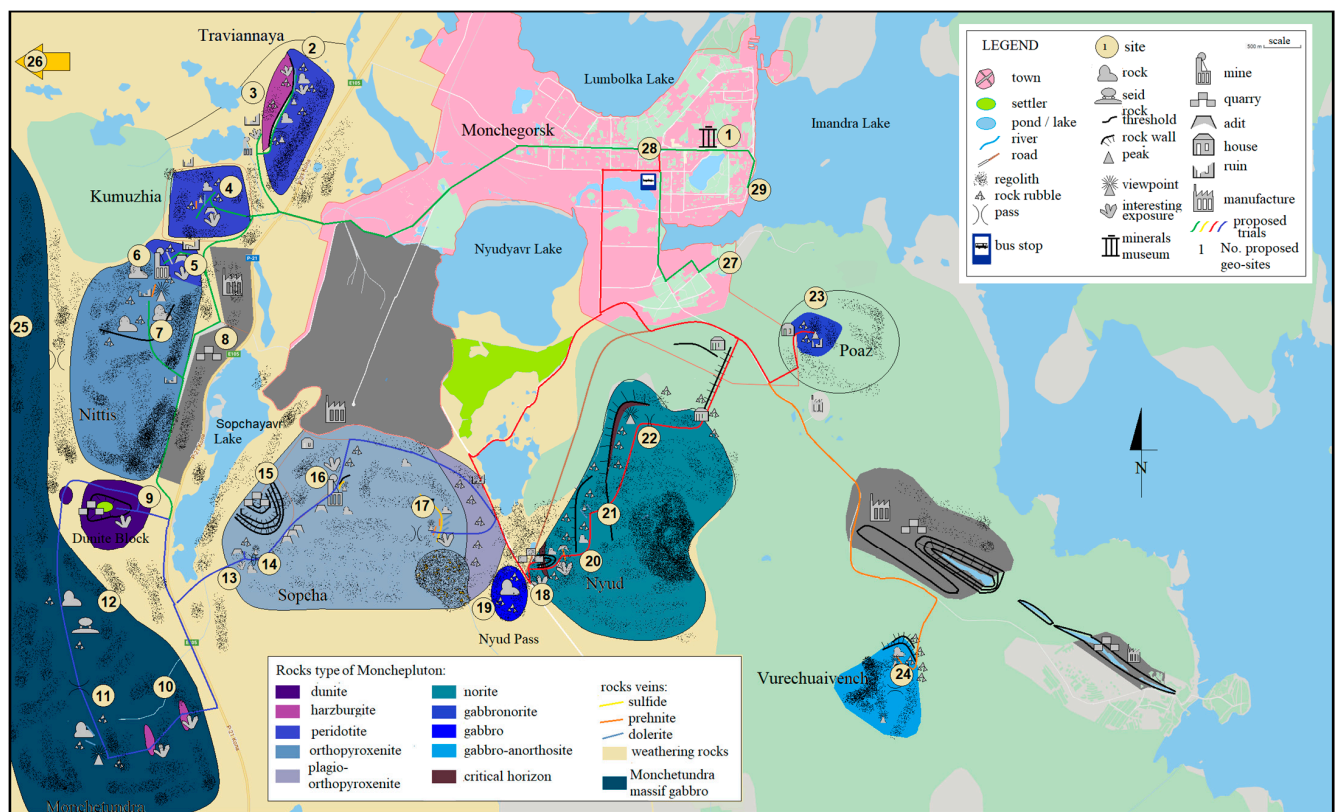 Traviannaya
2
26
3
E105
Lumbolka Lake
Monchegorsk
28
1
Imandra Lake
29
Kumuzhia
4
Nyudyavr Lake
6
5
P-21
27
25
7
8
E105
23
Poaz
Nittis
Sopchayavr
Lake
22
N
15
16
9
17
21
Dunite Block
14
13
20
Sopcha
Nyud
12
19
18
Nyud Pass
10
11
Vurechuaivench
24
E105
P-21 Кола
Monchetundra
LEGEND
town
settler
pond / lake
river
road
regolith
rock rubble
pass
bus stop
1 site
rock
seid
rock
threshold
rock wall
peak
viewpoint
interesting
exposure
minerals
museum
scale
500 m
mine
quarry
adit
house
ruin
manufacture
proposed
trials
1 No. proposed
geo-sites
Rocks type of Monchepluton:
dunite
harzburgite
peridotite
orthopyroxenite
plagio-
orthopyroxenite
norite
gabbronorite
gabbro
gabbro-anorthosite
critical horizon
rocks veins:
sulfide
prehnite
dolerite
weathering rocks
Monchetundra
massif gabbro